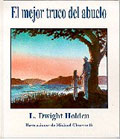 El mejor truco del abuelo
L. Dwight Holden
Ilustraciones de Michael Chesworth